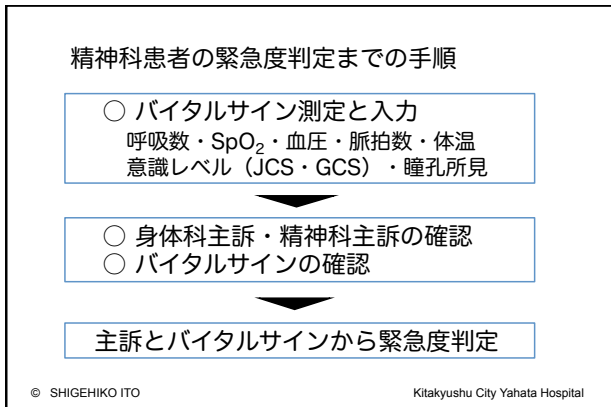 精神科患者の緊急度判定までの手順
○ バイタルサイン測定と入力
呼吸数・SpO₂・血圧・脈拍数・体温
意識レベル（JCS・GCS）・瞳孔所見
○ 身体科主訴・精神科主訴の確認
○ バイタルサインの確認
主訴とバイタルサインから緊急度判定
© SHIGEHIKO ITO
Kitakyushu City Yahata Hospital